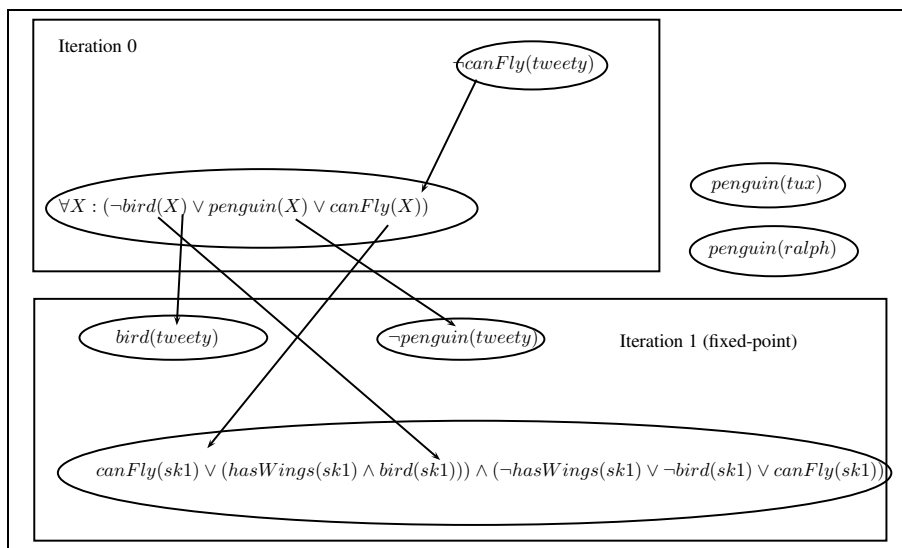 Iteration 0
¬canFly(tweety)
∀X : (¬bird(X) ∨ penguin(X) ∨ canFly(X))
penguin(tux)
penguin(ralph)
bird(tweety)
¬penguin(tweety)
Iteration 1 (fixed-point)
canFly(sk1) ∨ (hasWings(sk1) ∧ bird(sk1))) ∧ (¬hasWings(sk1) ∨ ¬bird(sk1) ∨ canFly(sk1))